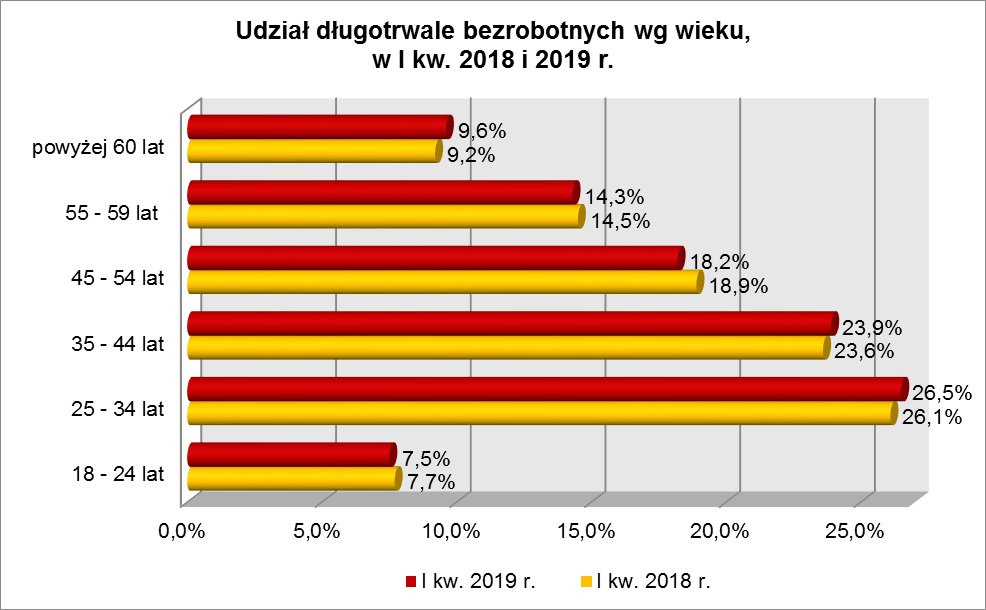 Udział długotrwale bezrobotnych wg wieku,
w I kw. 2018 i 2019 r.
powyżej 60 lat
9,6%
9,2%
55 - 59 lat
14,3%
14,5%
45 - 54 lat
18,2%
18,9%
35 - 44 lat
23,9%
23,6%
25 - 34 lat
26,5%
26,1%
18 - 24 lat
7,5%
7,7%
0,0% 5,0% 10,0% 15,0% 20,0% 25,0%
I kw. 2019 r. I kw. 2018 r.